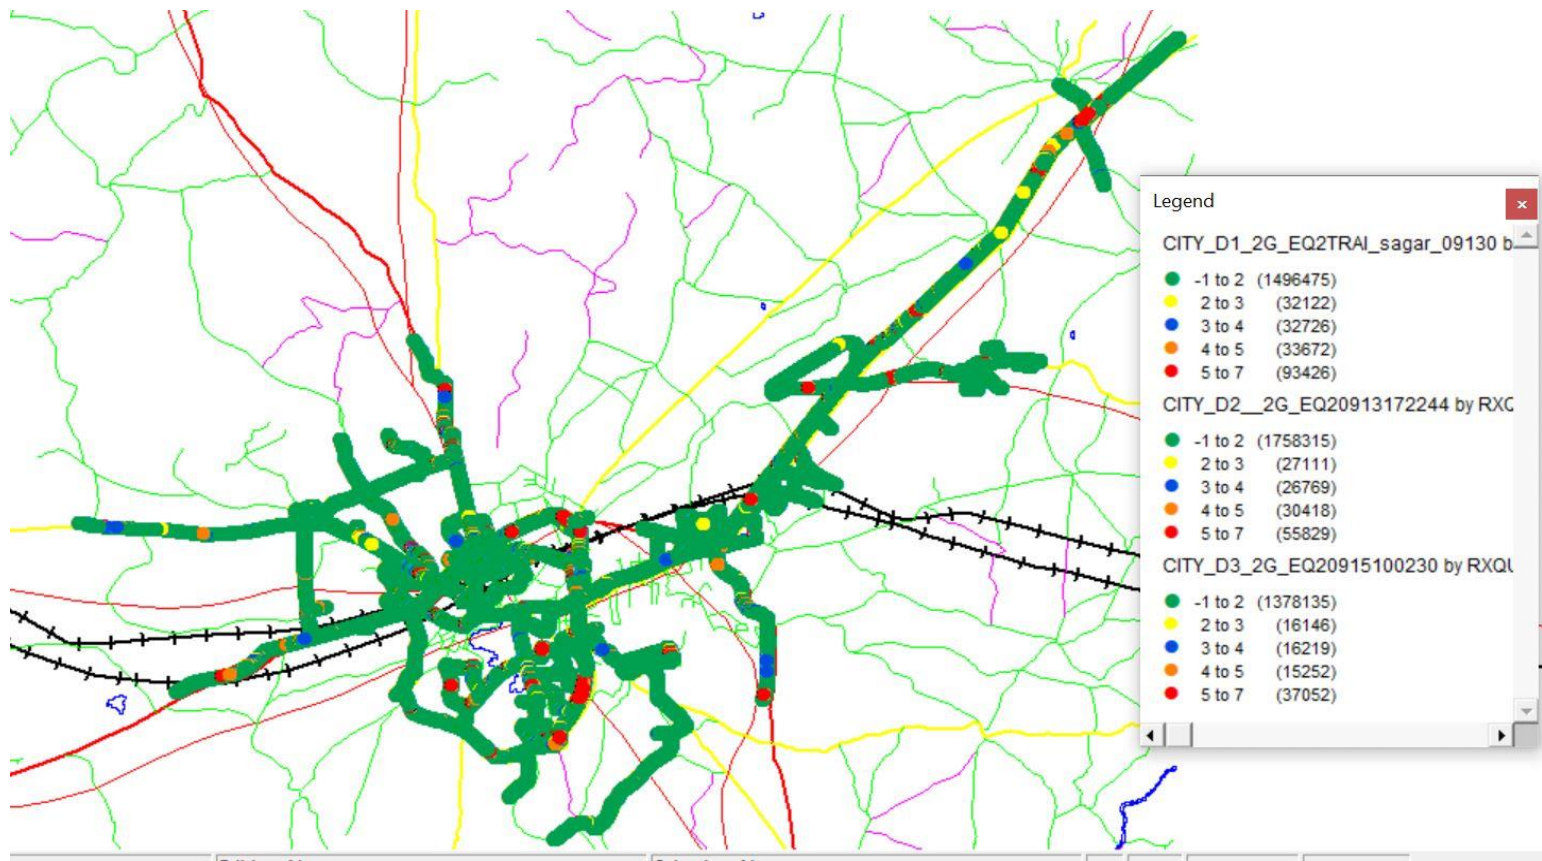 Legend
CITY_D1_2G_EQ2TRAI_sagar_09130 b
-1 to 2 (1496475)
2 to 3 (32122)
3 to 4 (32726)
4 to 5 (33672)
5 to 7 (93426)
CITY_D2__2G_EQ20913172244 by RXQ
-1 to 2 (1758315)
2 to 3 (27111)
3 to 4 (26769)
4 to 5 (30418)
5 to 7 (55829)
CITY_D3_2G_EQ20915100230 by RXQU
-1 to 2 (1378135)
2 to 3 (16146)
3 to 4 (16219)
4 to 5 (15252)
5 to 7 (37052)